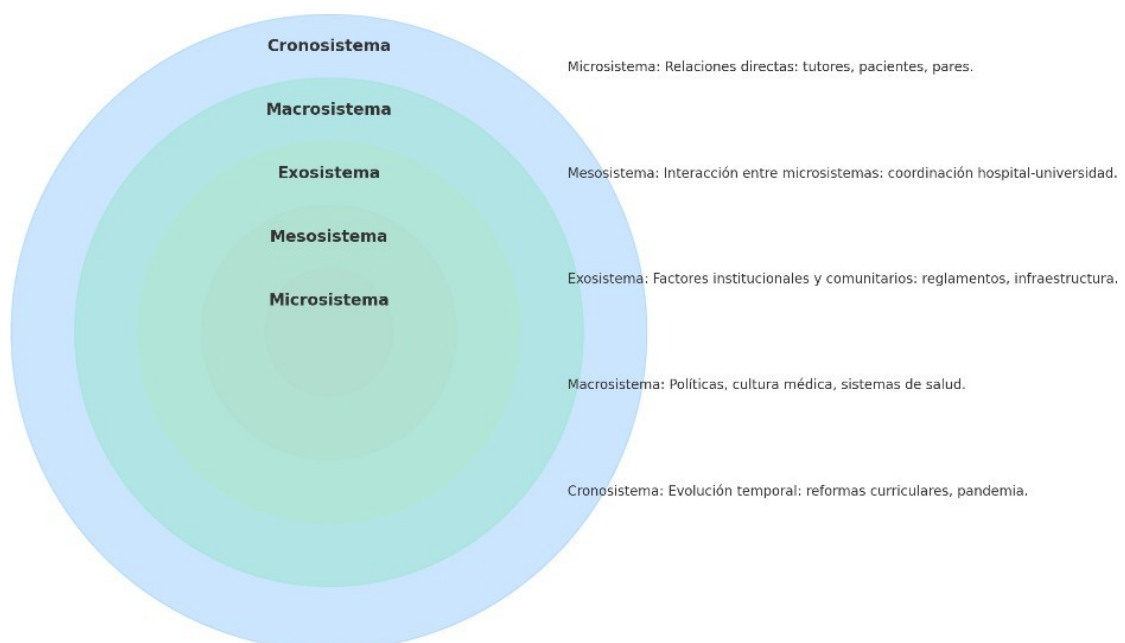 Cronosistema
Macrosistema
Exosistema
Mesosistema
Microsistema
Microsistema: Relaciones directas: tutores, pacientes, pares.
Mesosistema: Interacción entre microsistemas: coordinación hospital-universidad.
Exosistema: Factores institucionales y comunitarios: reglamentos, infraestructura.
Macrosistema: Políticas, cultura médica, sistemas de salud.
Cronosistema: Evolución temporal: reformas curriculares, pandemia.